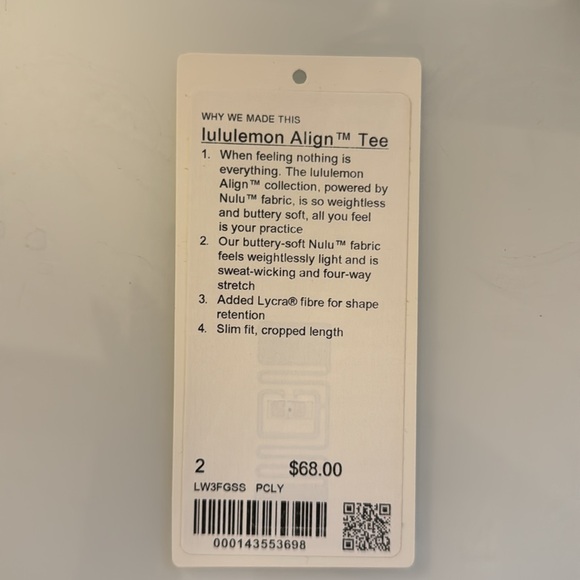 WHY WE MADE THIS
lululemon Align™ Tee
1. When feeling nothing is
everything. The lululemon
Align™ collection, powered by
Nulu™ fabric, is so weightless
and buttery soft, all you feel
is your practice
2. Our buttery-soft Nulu™ fabric
feels weightlessly light and is
sweat-wicking and four-way
stretch
3. Added Lycra® fibre for shape
retention
4. Slim fit, cropped length
2 $68.00
LW3FGSS PCLY
000143553698